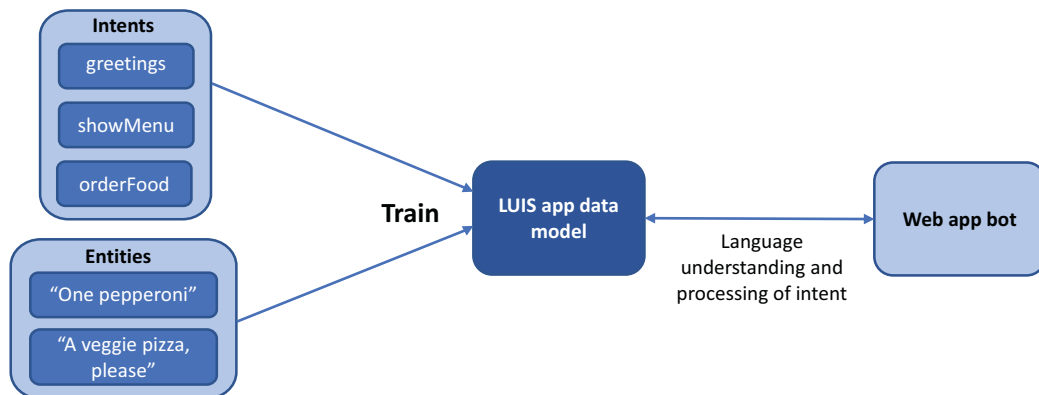 Intents
greetings
showMenu
orderFood
Train
Entities
“One pepperoni”
“A veggie pizza,
please”
LUIS app data
model
Language
understanding and
processing of intent
Web app bot